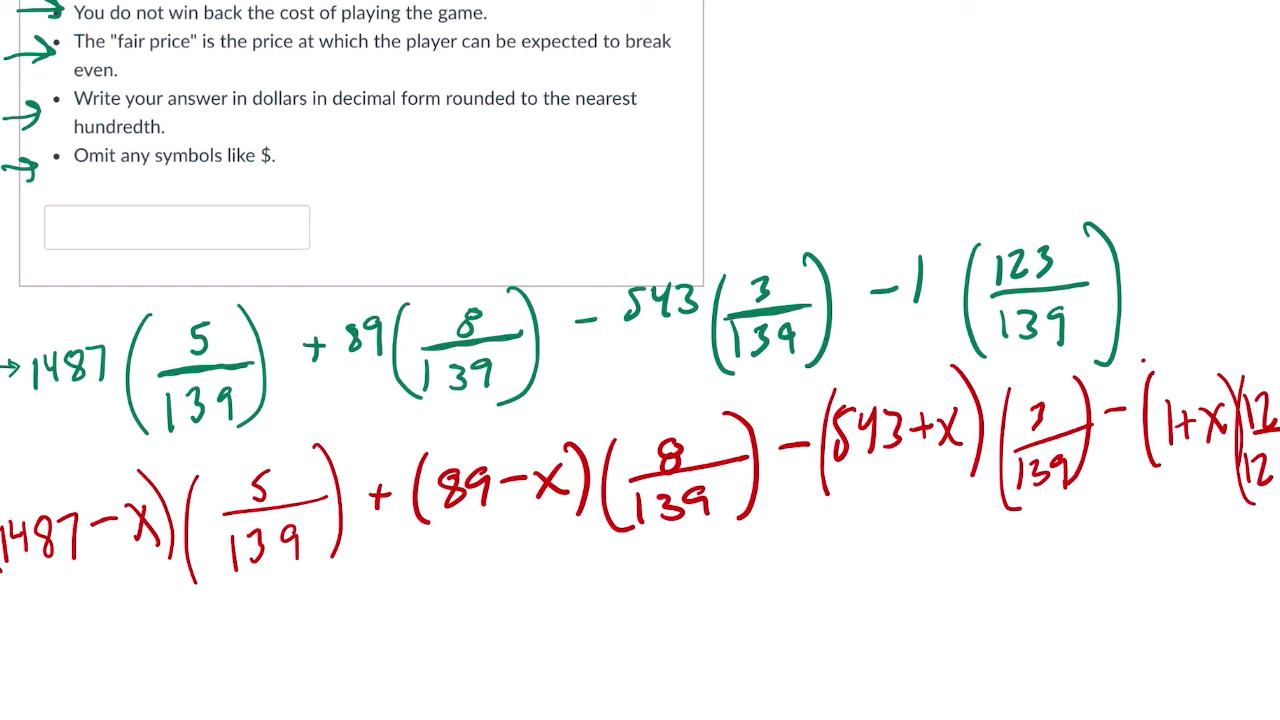 You do not win back the cost of playing the game.
The "fair price" is the price at which the player can be expected to break
even.
Write your answer in dollars in decimal form rounded to the nearest
hundredth.
Omit any symbols like $.
→ 1487 (5/139) + 89 (8/139) - 543 (3/139) - 1 (123/139)
1487 - x) (5/139) + (89 - x) (8/139) - (543 + x) (3/139) - (1 + x) (12/12